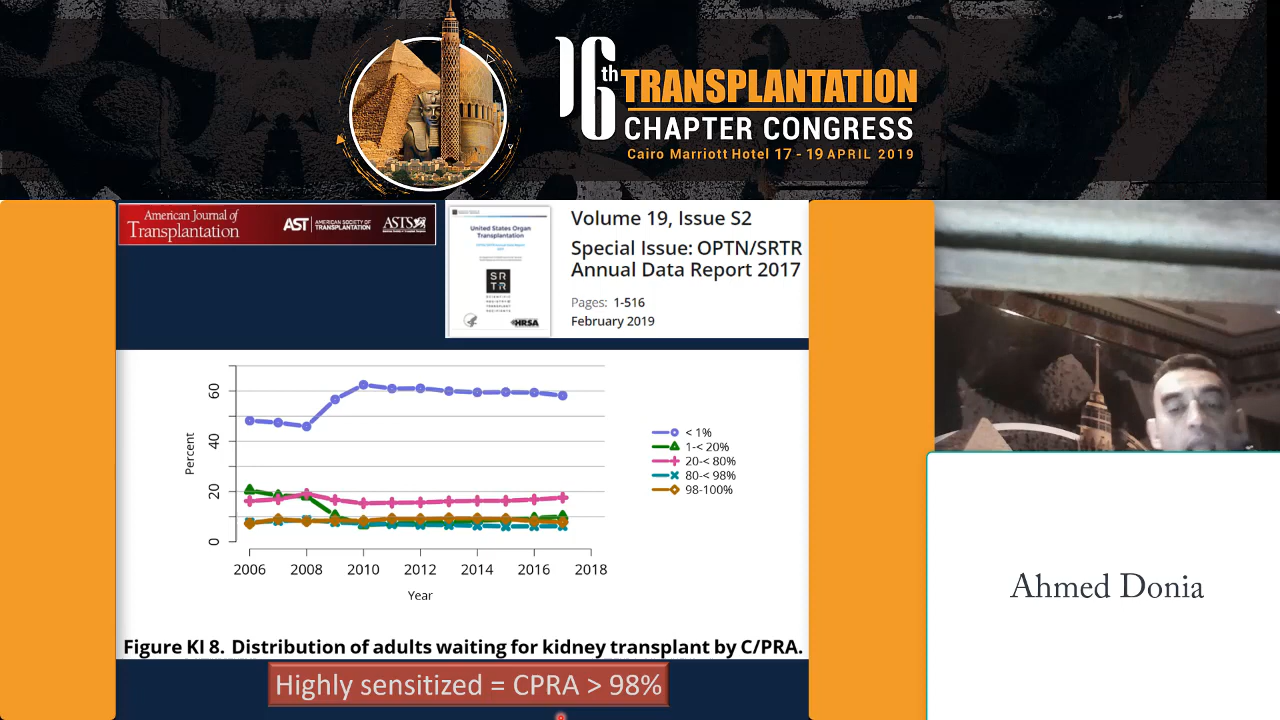 16th TRANSPLANTATION
CHAPTER CONGRESS
Cairo Marriott Hotel 17 - 19 APRIL 2019
American Journal of
Transplantation
AST AMERICAN SOCIETY OF
TRANSPLANTATION
ASTS
United States Organ
Transplantation
SR
TR
HRSA
Volume 19, Issue S2
Special Issue: OPTN/SRTR
Annual Data Report 2017
Pages: 1-516
February 2019
Percent
60
40
20
0
2006 2008 2010 2012 2014 2016 2018
Year
< 1%
1-< 20%
20-< 80%
80-< 98%
98-100%
Figure KI 8. Distribution of adults waiting for kidney transplant by C/PRA.
Highly sensitized = CPRA > 98%
Ahmed Donia